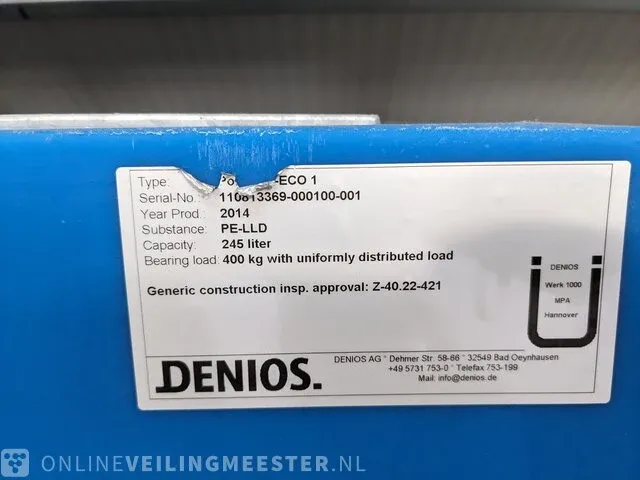 Type: -ECO 1
Serial-No.: 110813369-000100-001
Year Prod.: 2014
Substance: PE-LLD
Capacity: 245 liter
Bearing load: 400 kg with uniformly distributed load
Generic construction insp. approval: Z-40.22-421
DENIOS
Werk 1000
MPA
Hannover
DENIOS.
DENIOS AG * Dehmer Str. 58-66 * 32549 Bad Oeynhausen
+49 5731 753-0 * Telefax 753-199
Mail: info@denios.de
ONLINEVEILINGMEESTER.NL